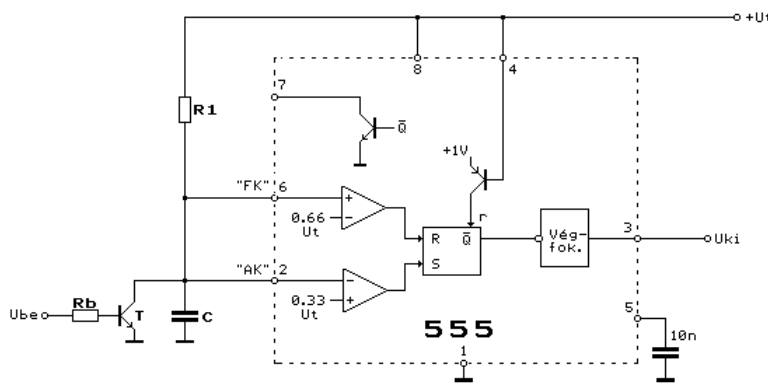 +Ut
8
4
7
R1
Q̅
+1V
"FK"
6
+
r
0.66
Ut
−
R
Q̅
Vég-
fok.
3
Uki
"AK"
2
−
S
0.33
Ut
+
Ube
Rb
T
C
555
5
1
10n